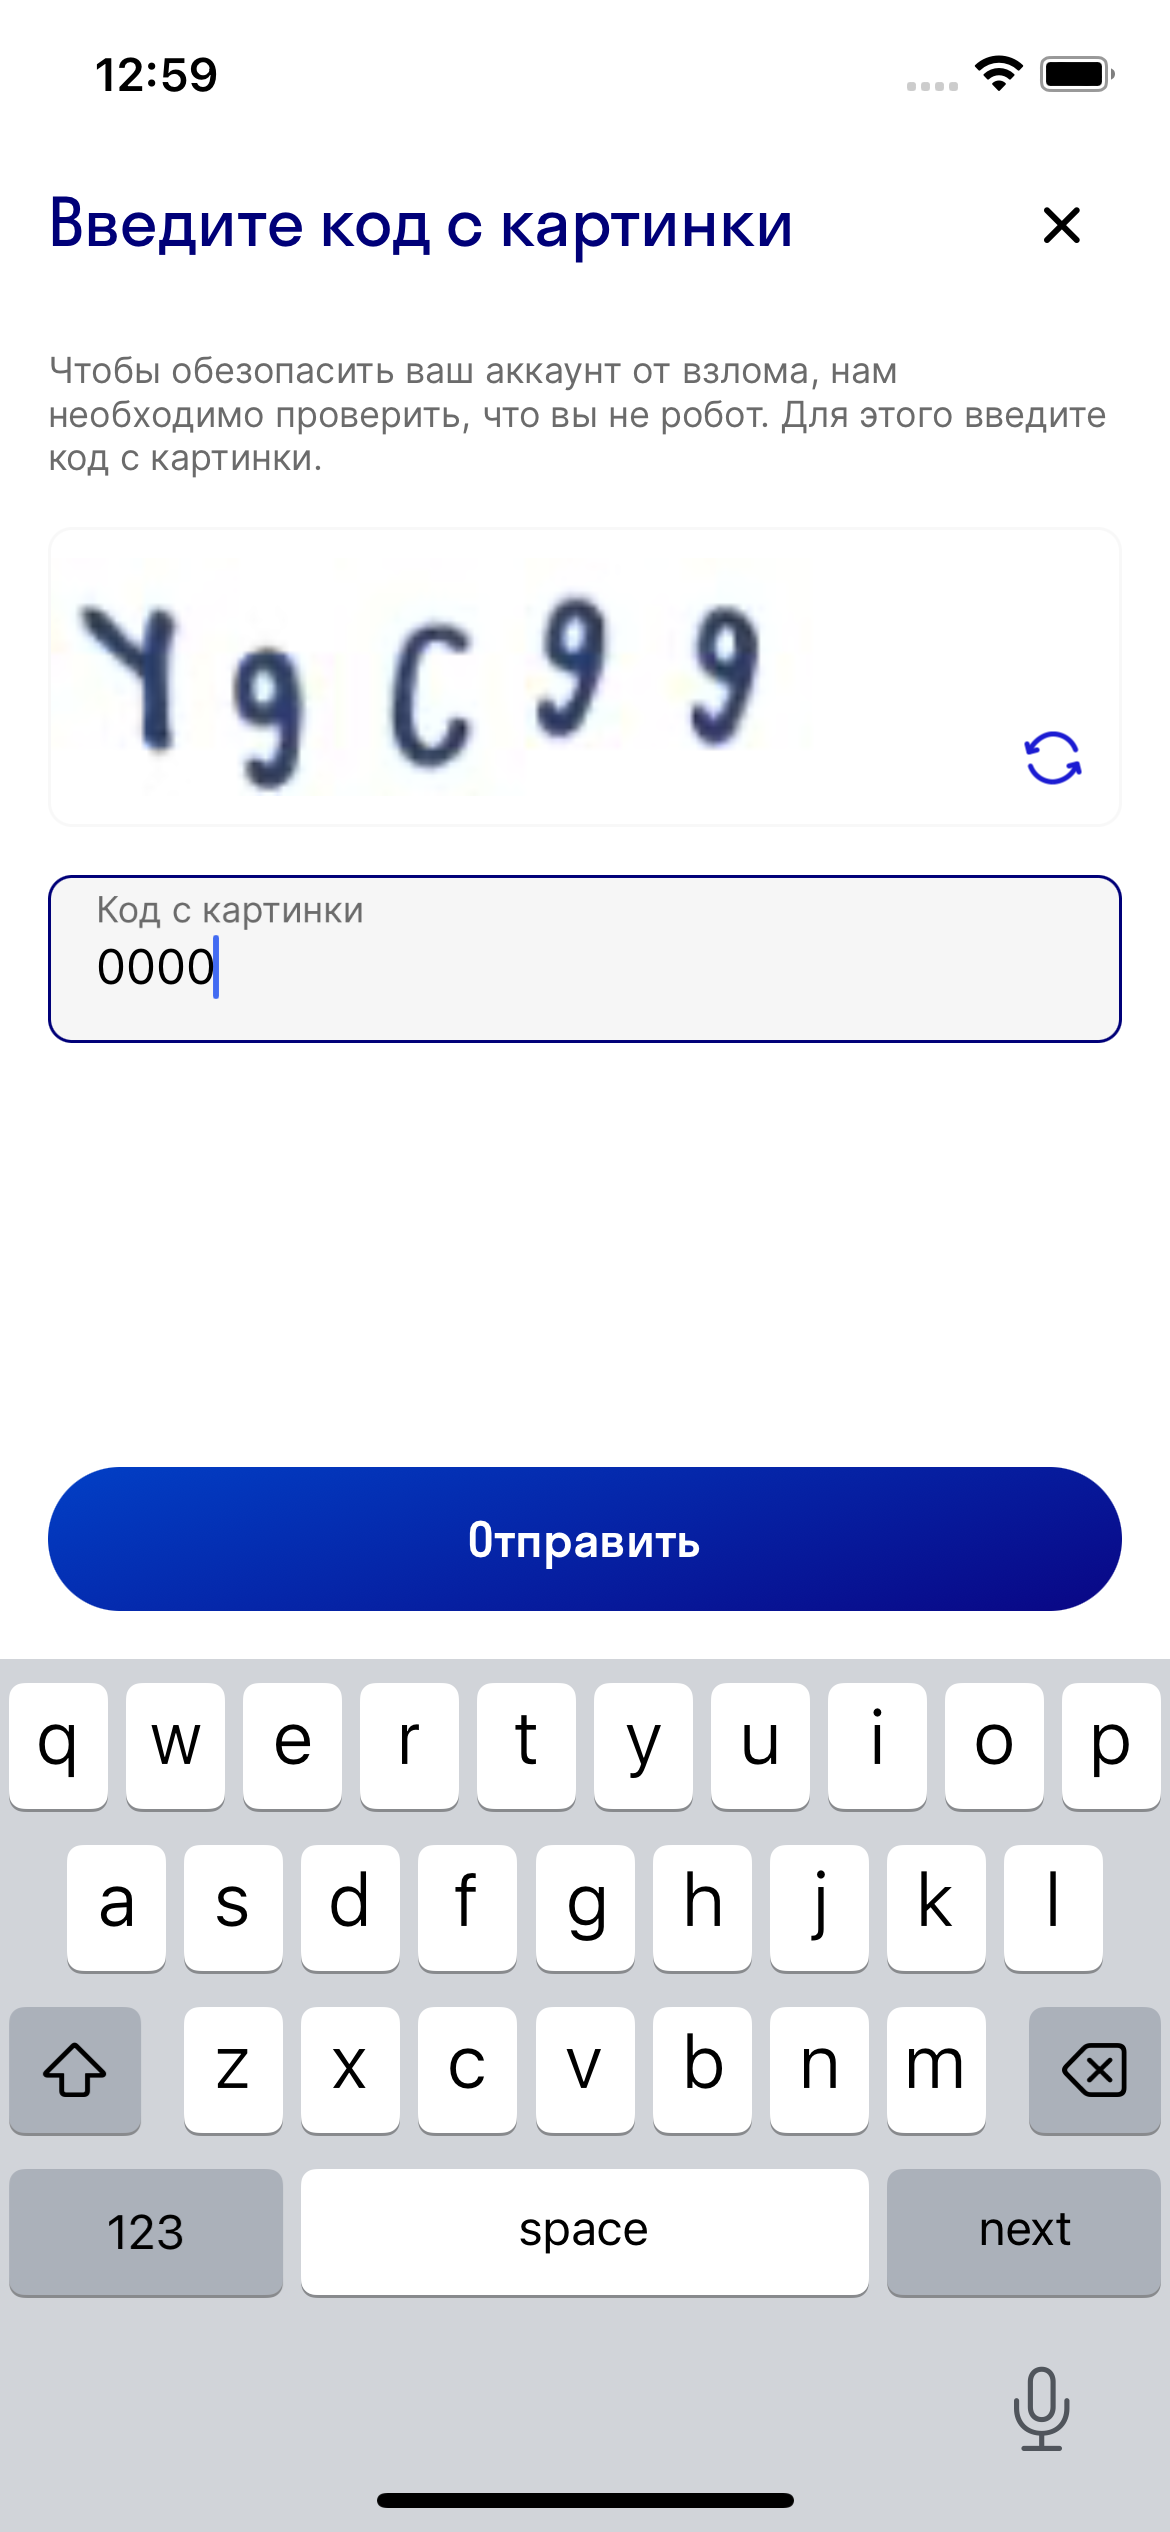 12:59
Введите код с картинки
Чтобы обезопасить ваш аккаунт от взлома, нам
необходимо проверить, что вы не робот. Для этого введите
код с картинки.
Y9C99
Код с картинки
0000
Отправить
q w e r t y u i o p
a s d f g h j k l
z x c v b n m
123 space next